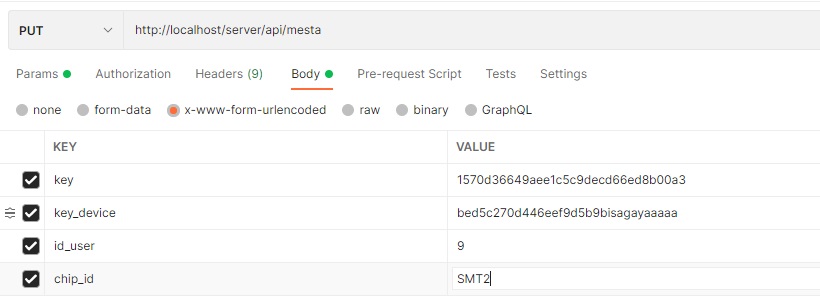 PUT http://localhost/server/api/mesta
Params Authorization Headers (9) Body Pre-request Script Tests Settings
none form-data x-www-form-urlencoded raw binary GraphQL
KEY VALUE
key 1570d36649aee1c5c9decd66ed8b00a3
key_device bed5c270d446eef9d5b9bisagayaaaaa
id_user 9
chip_id SMT2